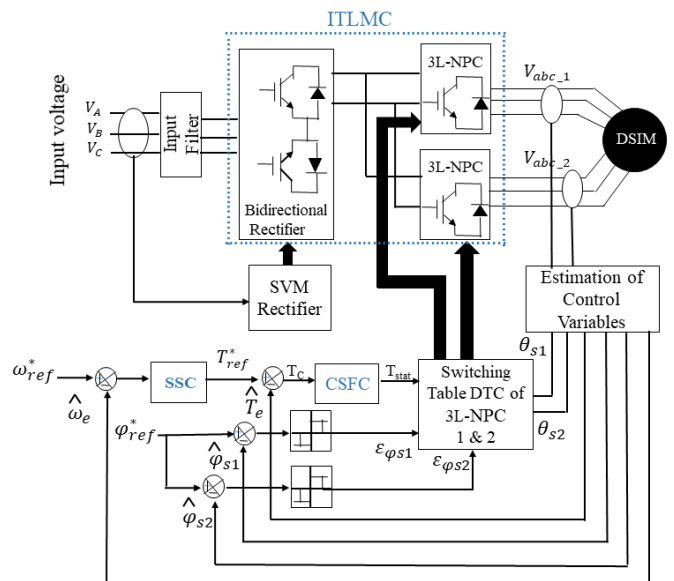 ITLMC
Input voltage
V_A
V_B
V_C
Input
Filter
Bidirectional
Rectifier
3L-NPC
3L-NPC
V_abc_1
V_abc_2
DSIM
SVM
Rectifier
Estimation of
Control
Variables
θ_s1
θ_s2
ω*_ref
ω̂_e
SSC
T*_ref
T̂_e
T_C
CSFC
T_stat
Switching
Table DTC of
3L-NPC
1 & 2
φ*_ref
φ̂_s1
φ̂_s2
ε_φs1
ε_φs2